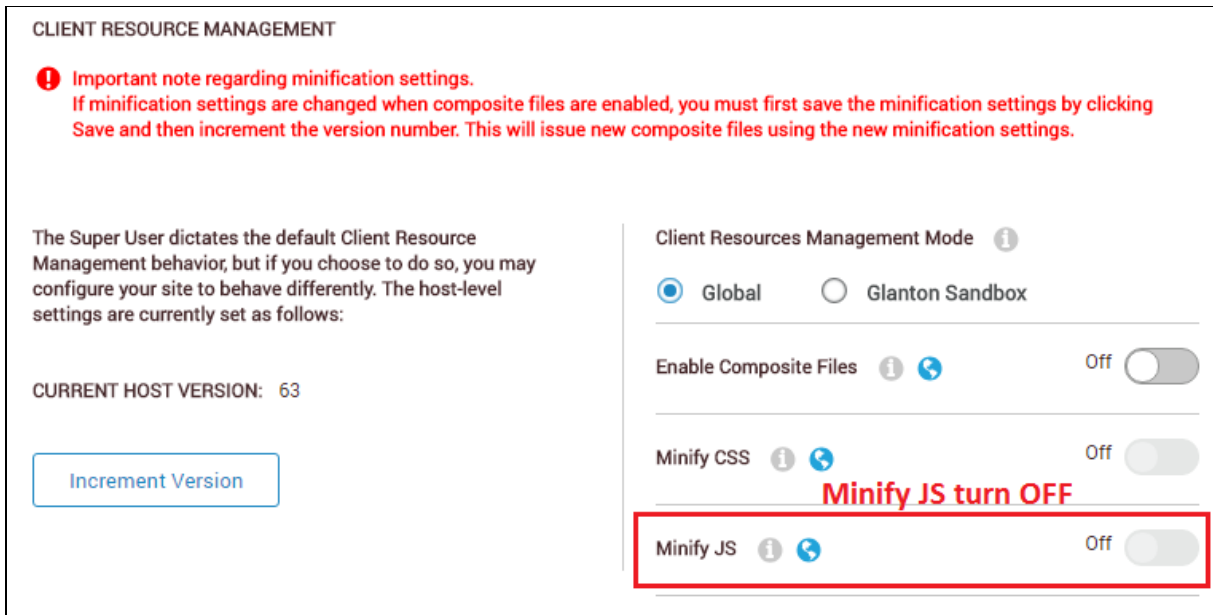 CLIENT RESOURCE MANAGEMENT
Important note regarding minification settings.
If minification settings are changed when composite files are enabled, you must first save the minification settings by clicking
Save and then increment the version number. This will issue new composite files using the new minification settings.
The Super User dictates the default Client Resource
Management behavior, but if you choose to do so, you may
configure your site to behave differently. The host-level
settings are currently set as follows:
CURRENT HOST VERSION: 63
Increment Version
Client Resources Management Mode
Global Glanton Sandbox
Enable Composite Files Off
Minify CSS Off
Minify JS turn OFF
Minify JS Off